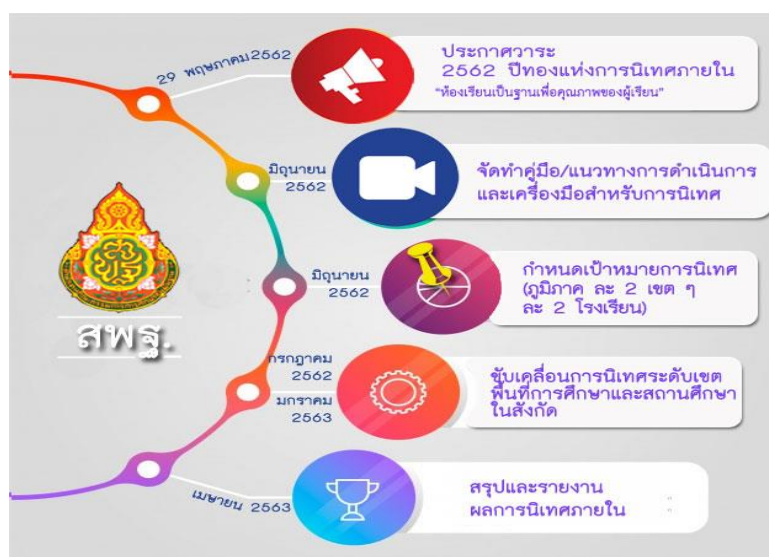 29 พฤษภาคม2562
ประกาศวาระ
2562 ปีทองแห่งการนิเทศภายใน
“ห้องเรียนเป็นฐานเพื่อคุณภาพของผู้เรียน”
มิถุนายน
2562
จัดทำคู่มือ/แนวทางการดำเนินการ
และเครื่องมือสำหรับการนิเทศ
มิถุนายน
2562
กำหนดเป้าหมายการนิเทศ
(ภูมิภาค ละ 2 เขต ๆ
ละ 2 โรงเรียน)
สพฐ.
กรกฎาคม
2562
มกราคม
2563
ขับเคลื่อนการนิเทศระดับเขต
พื้นที่การศึกษาและสถานศึกษา
ในสังกัด
เมษายน 2563
สรุปและรายงาน
ผลการนิเทศภายใน